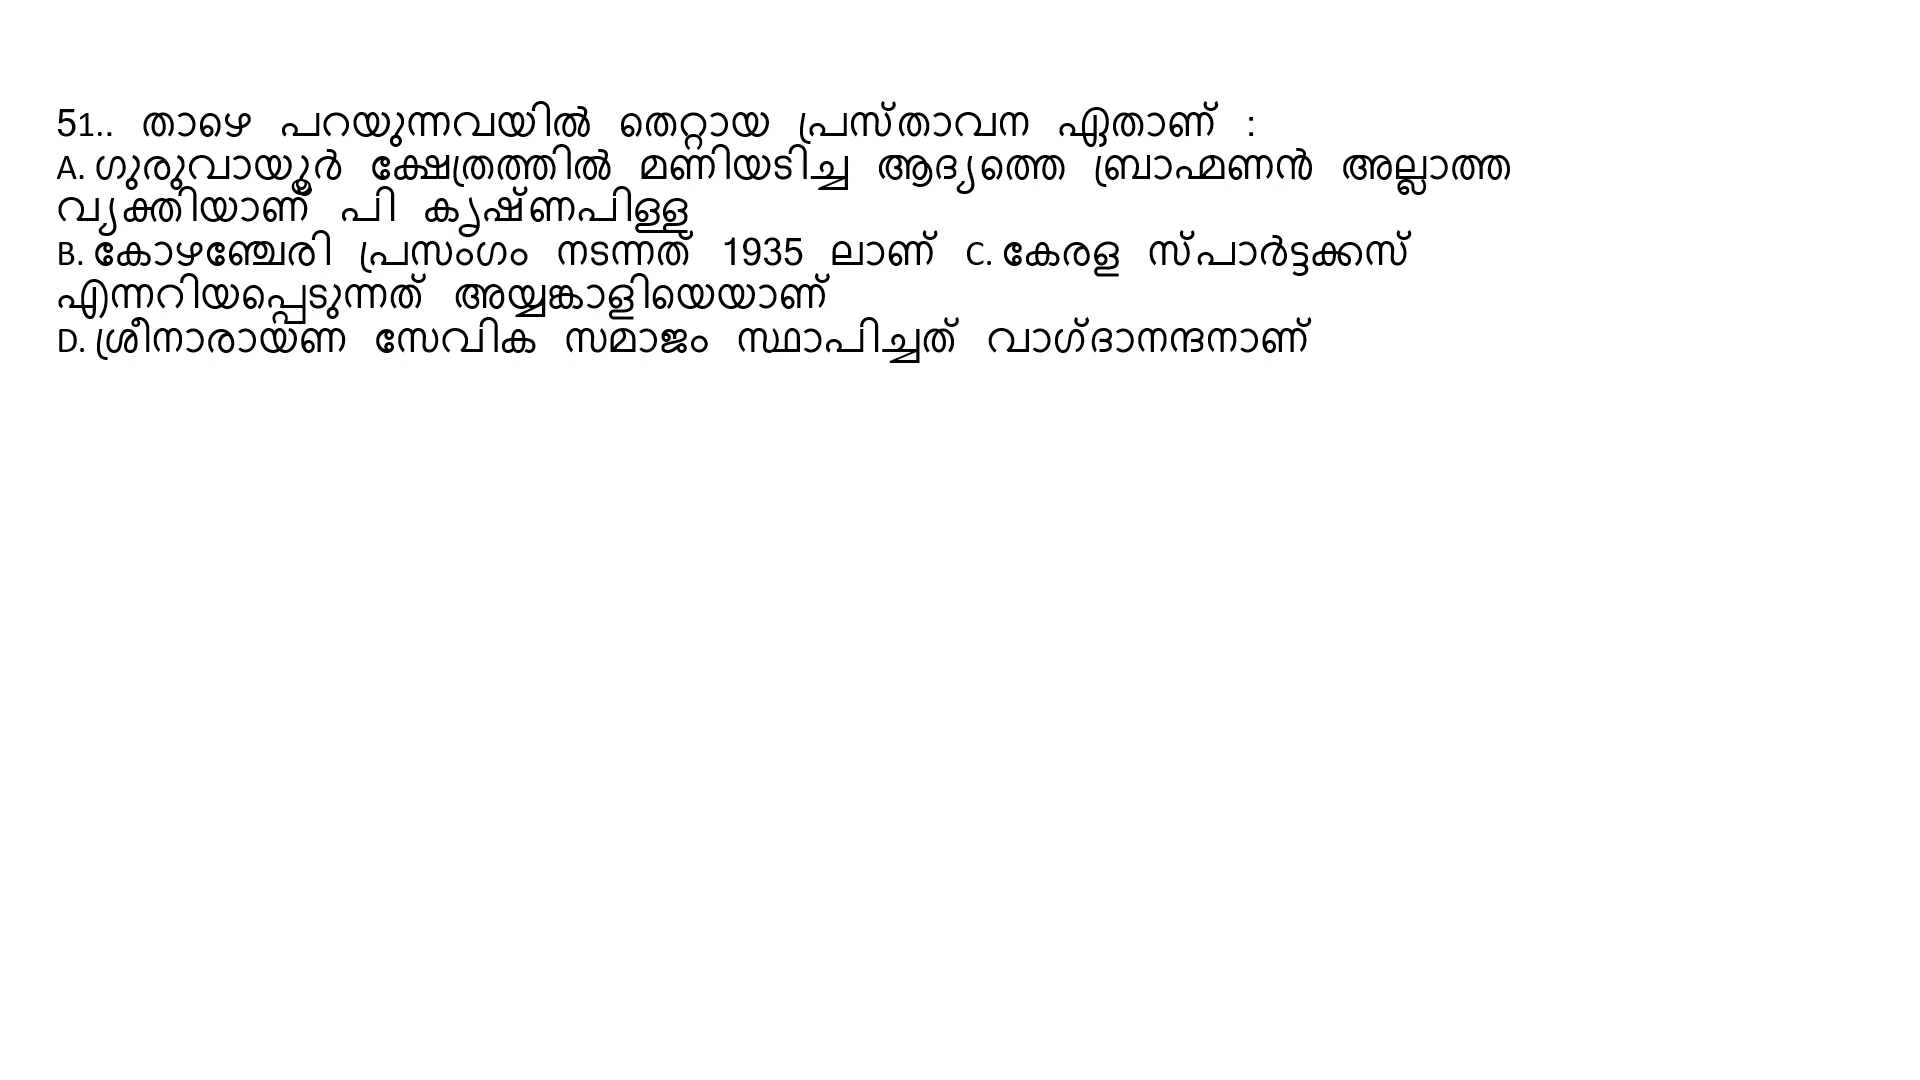 51.. താഴെ പറയുന്നവയിൽ തെറ്റായ പ്രസ്താവന ഏതാണ് :
A. ഗുരുവായൂർ ക്ഷേത്രത്തിൽ മണിയടിച്ച ആദ്യത്തെ ബ്രാഹ്മണൻ അല്ലാത്ത
വ്യക്തിയാണ് പി കൃഷ്ണപിള്ള
B. കോഴഞ്ചേരി പ്രസംഗം നടന്നത് 1935 ലാണ് C. കേരള സ്പാർട്ടക്കസ്
എന്നറിയപ്പെടുന്നത് അയ്യങ്കാളിയെയാണ്
D. ശ്രീനാരായണ സേവിക സമാജം സ്ഥാപിച്ചത് വാഗ്ദാനന്ദനാണ്